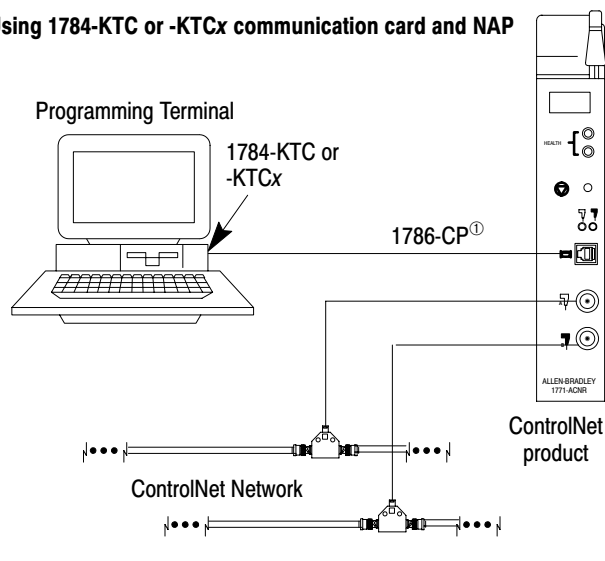 Using 1784-KTC or -KTCx communication card and NAP
Programming Terminal
1784-KTC or
-KTCx
HEALTH
1786-CP①
A
ALLEN-BRADLEY
1771-ACNR
ControlNet
product
ControlNet Network